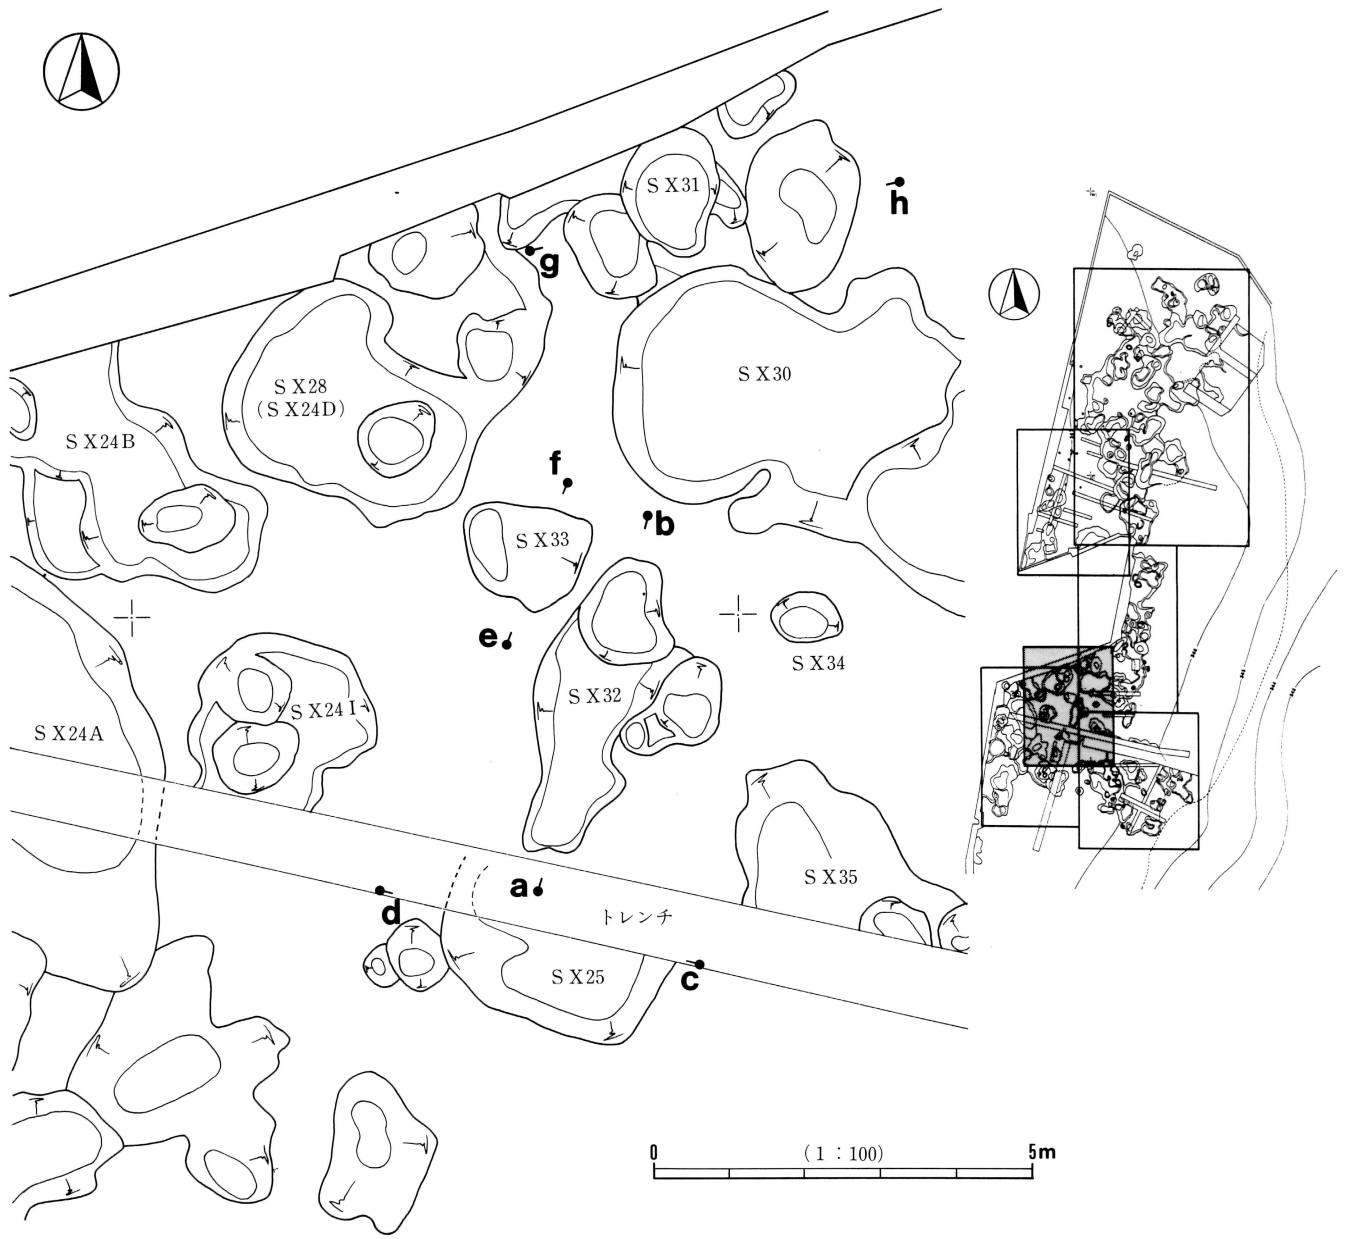 SX31
h
g
SX30
SX28
(SX24D)
SX24B
f
b
SX33
e
SX34
SX32
SX24I
SX24A
SX35
a
d
トレンチ
c
SX25
0 (1:100) 5m